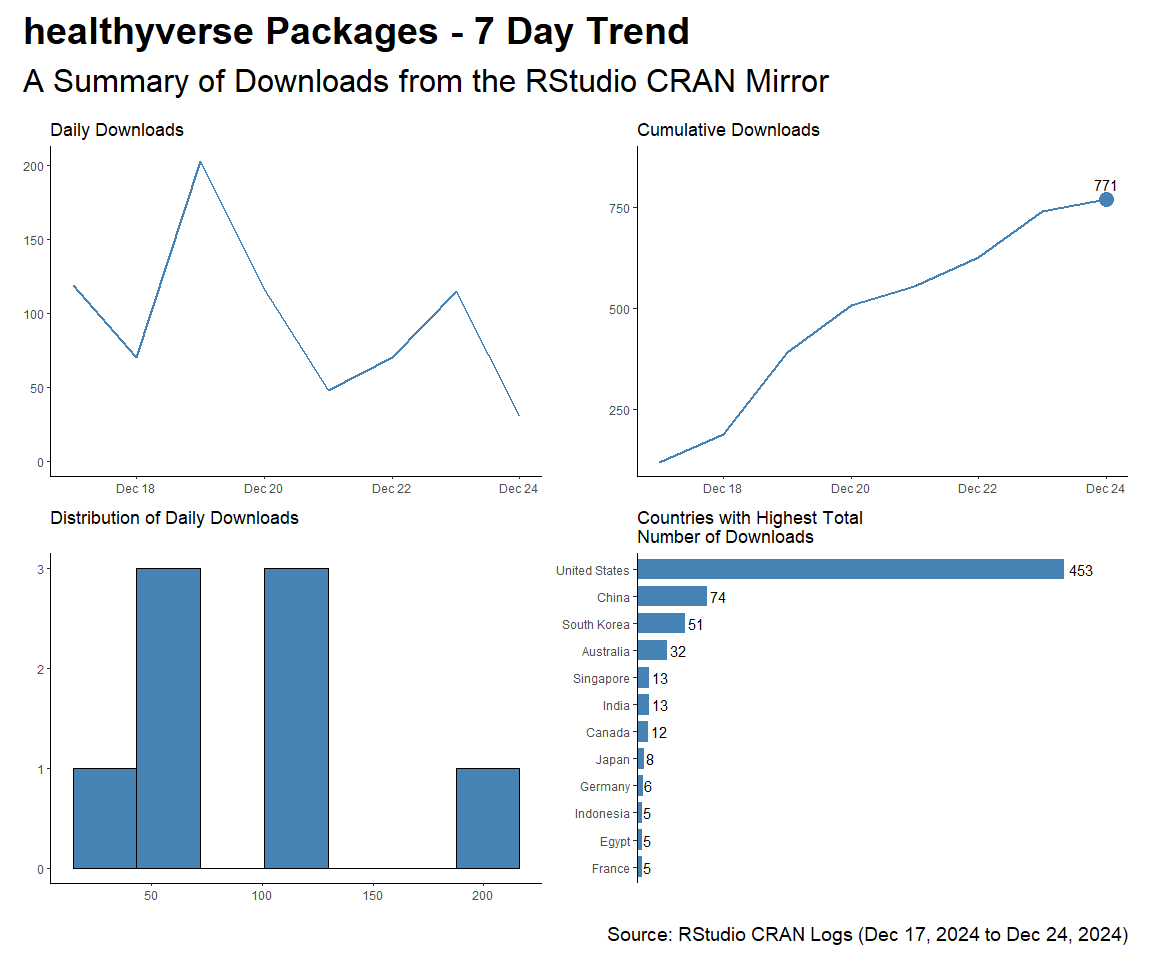 healthyverse Packages - 7 Day Trend
A Summary of Downloads from the RStudio CRAN Mirror
Daily Downloads
200
150
100
50
0
Dec 18
Dec 20
Dec 22
Dec 24
Cumulative Downloads
771
750
500
250
Dec 18
Dec 20
Dec 22
Dec 24
Distribution of Daily Downloads
3
2
1
0
50
100
150
200
Countries with Highest Total
Number of Downloads
United States 453
China 74
South Korea 51
Australia 32
Singapore 13
India 13
Canada 12
Japan 8
Germany 6
Indonesia 5
Egypt 5
France 5
Source: RStudio CRAN Logs (Dec 17, 2024 to Dec 24, 2024)